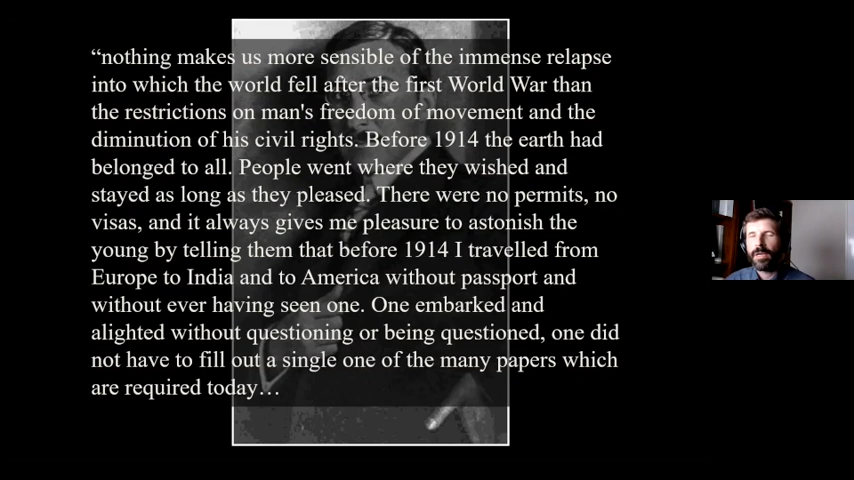 “nothing makes us more sensible of the immense relapse
into which the world fell after the first World War than
the restrictions on man's freedom of movement and the
diminution of his civil rights. Before 1914 the earth had
belonged to all. People went where they wished and
stayed as long as they pleased. There were no permits, no
visas, and it always gives me pleasure to astonish the
young by telling them that before 1914 I travelled from
Europe to India and to America without passport and
without ever having seen one. One embarked and
alighted without questioning or being questioned, one did
not have to fill out a single one of the many papers which
are required today…